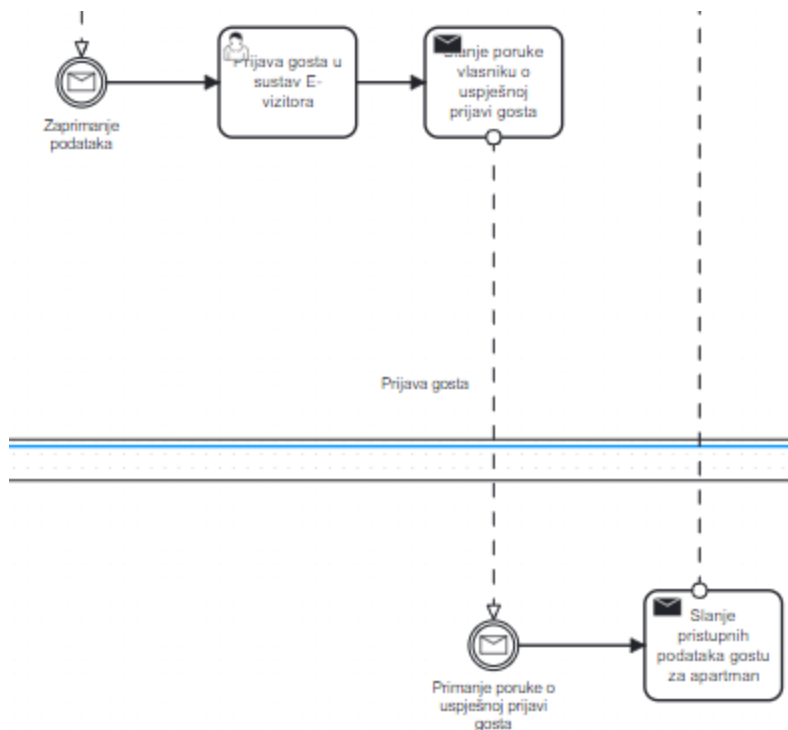 Prijava gosta u
sustav E-
vizitora
Slanje poruke
vlasniku o
uspješnoj
prijavi gosta
Zaprimanje
podataka
Prijava gosta
Slanje
pristupnih
podataka gostu
za apartman
Primanje poruke o
uspješnoj prijavi
gosta